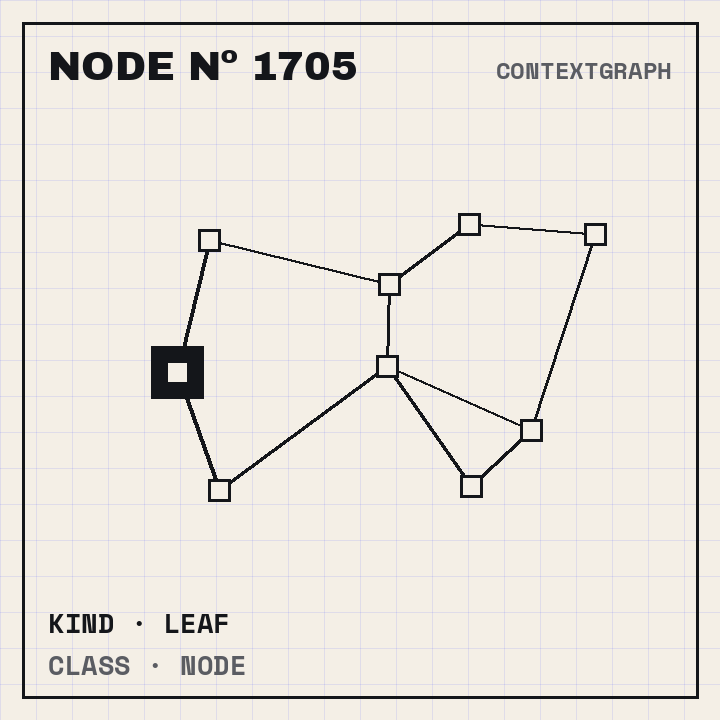 NODE Nº 1705
CONTEXTGRAPH
KIND · LEAF
CLASS · NODE